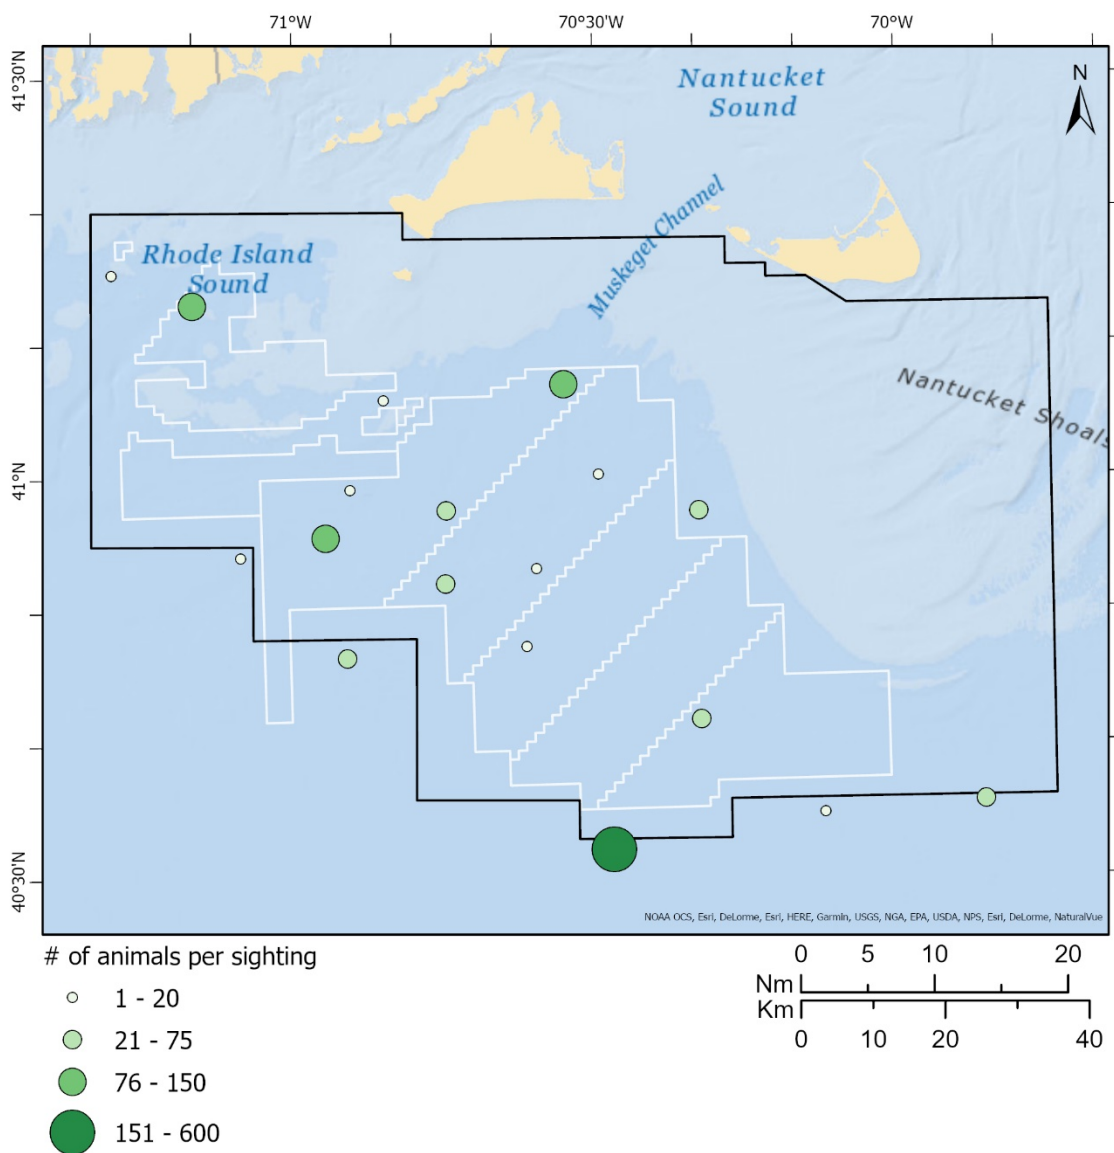 71°W
70°30'W
70°W
41°30'N
N
Nantucket
Sound
Muskeget Channel
Rhode Island
Sound
Nantucket Shoals
41°N
40°30'N
NOAA OCS, Esri, DeLorme, Esri, HERE, Garmin, USGS, NGA, EPA, USDA, NPS, Esri, DeLorme, NaturalVue
# of animals per sighting
1 - 20
21 - 75
76 - 150
151 - 600
0 5 10 20
Nm
Km
0 10 20 40